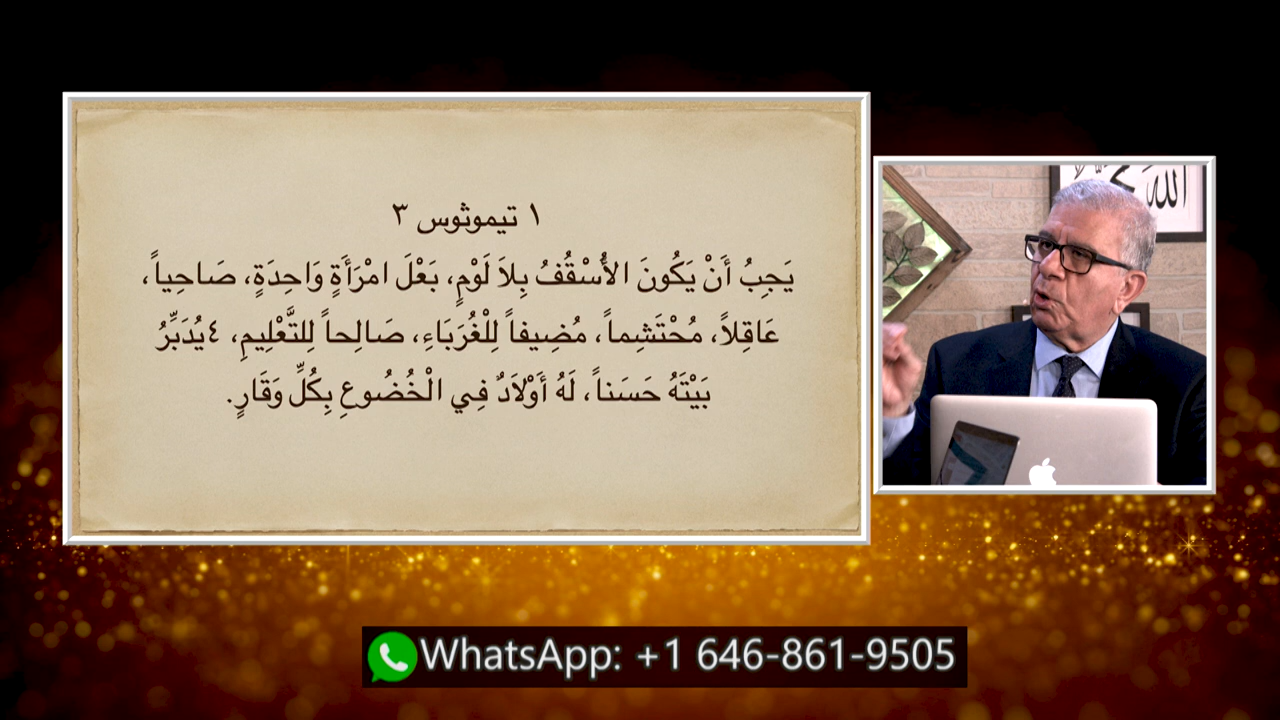 ١ تيموثوس ٣
يَجِبُ أَنْ يَكُونَ الأُسْقُفُ بِلاَ لَوْمٍ، بَعْلَ امْرَأَةٍ وَاحِدَةٍ، صَاحِياً،
عَاقِلاً، مُحْتَشِماً، مُضِيفاً لِلْغُرَبَاءِ، صَالِحاً لِلتَّعْلِيمِ، ٤يُدَبِّرُ
بَيْتَهُ حَسَناً، لَهُ أَوْلاَدٌ فِي الْخُضُوعِ بِكُلِّ وَقَارٍ.
الله
WhatsApp: +1 646-861-9505